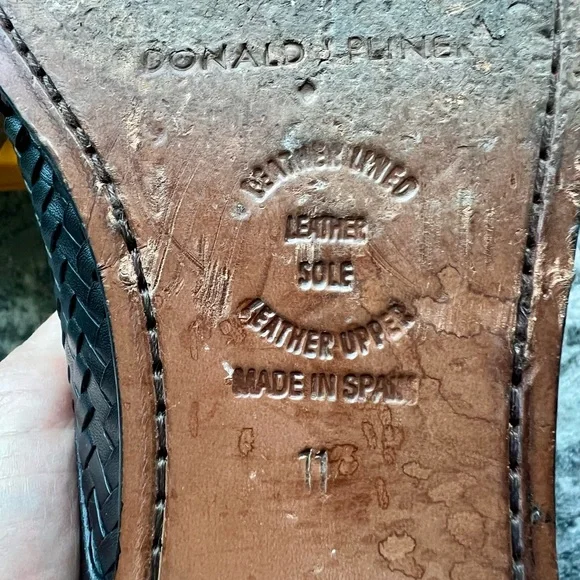 DONALD J PLINER
LEATHER LINED
LEATHER
SOLE
LEATHER UPPER
MADE IN SPAIN
11